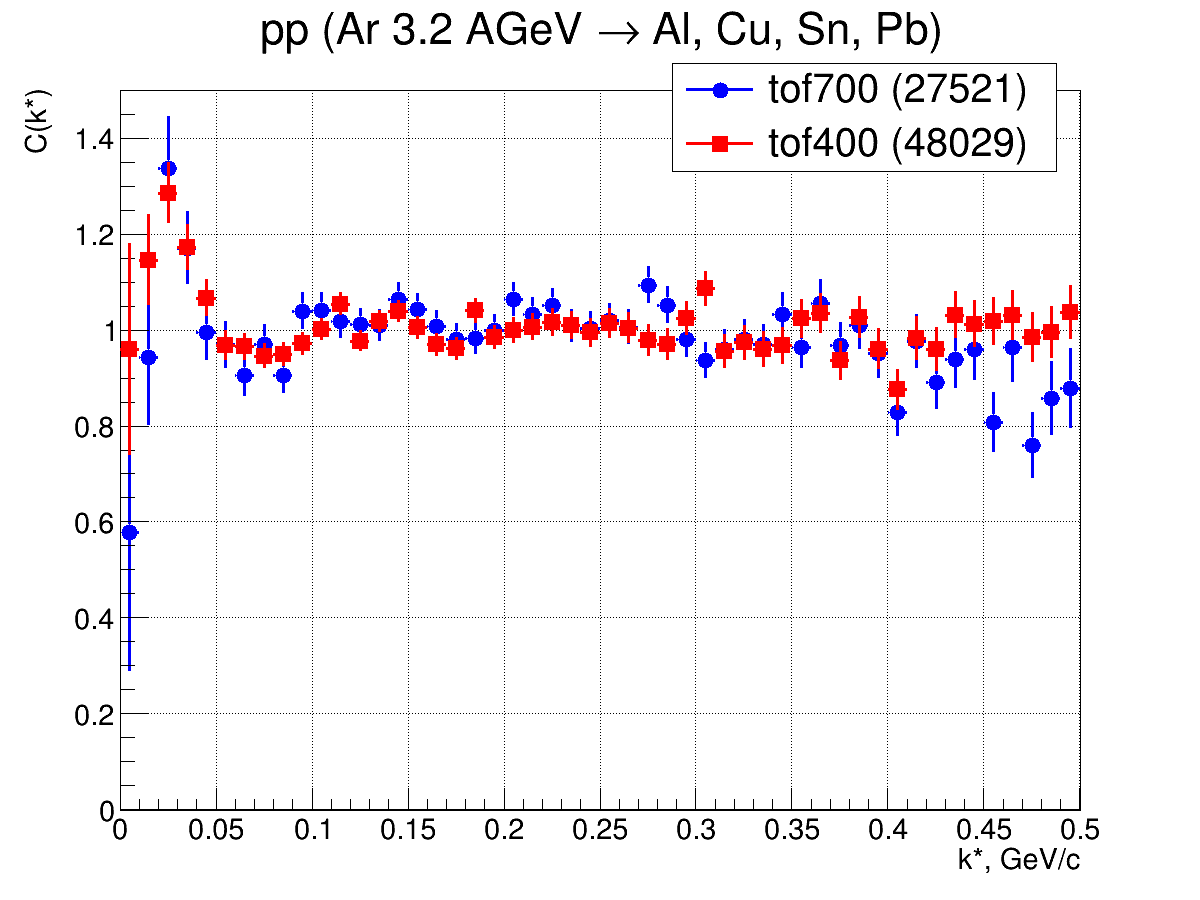 pp (Ar 3.2 AGeV → Al, Cu, Sn, Pb)
C(k*)
tof700 (27521)
tof400 (48029)
1.4
1.2
1
0.8
0.6
0.4
0.2
0
0 0.05 0.1 0.15 0.2 0.25 0.3 0.35 0.4 0.45 0.5
k*, GeV/c